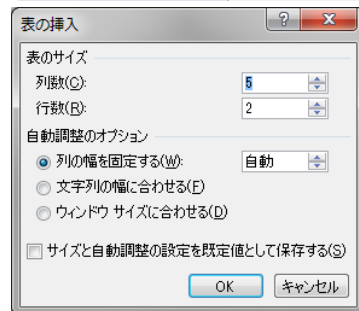 表の挿入
表のサイズ
列数(C): 5
行数(R): 2
自動調整のオプション
列の幅を固定する(W): 自動
文字列の幅に合わせる(F)
ウィンドウ サイズに合わせる(D)
サイズと自動調整の設定を既定値として保存する(S)
OK キャンセル